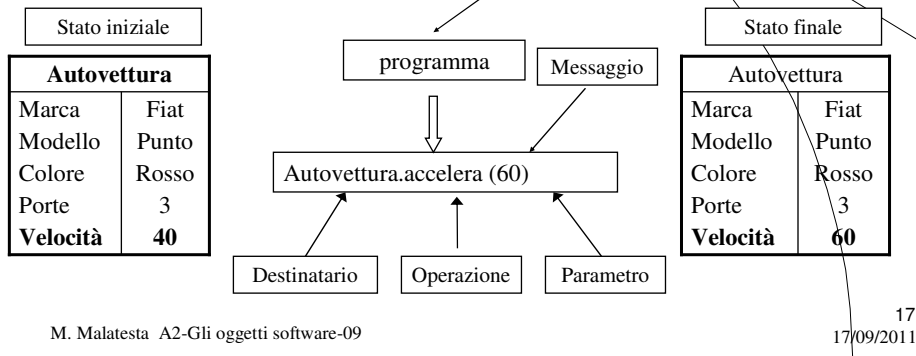 Stato iniziale
Stato finale
programma
Messaggio
Autovettura
Marca Fiat
Modello Punto
Colore Rosso
Porte 3
Velocità 40
Autovettura.accelera (60)
Autovettura
Marca Fiat
Modello Punto
Colore Rosso
Porte 3
Velocità 60
Destinatario
Operazione
Parametro
M. Malatesta A2-Gli oggetti software-09
17
17/09/2011